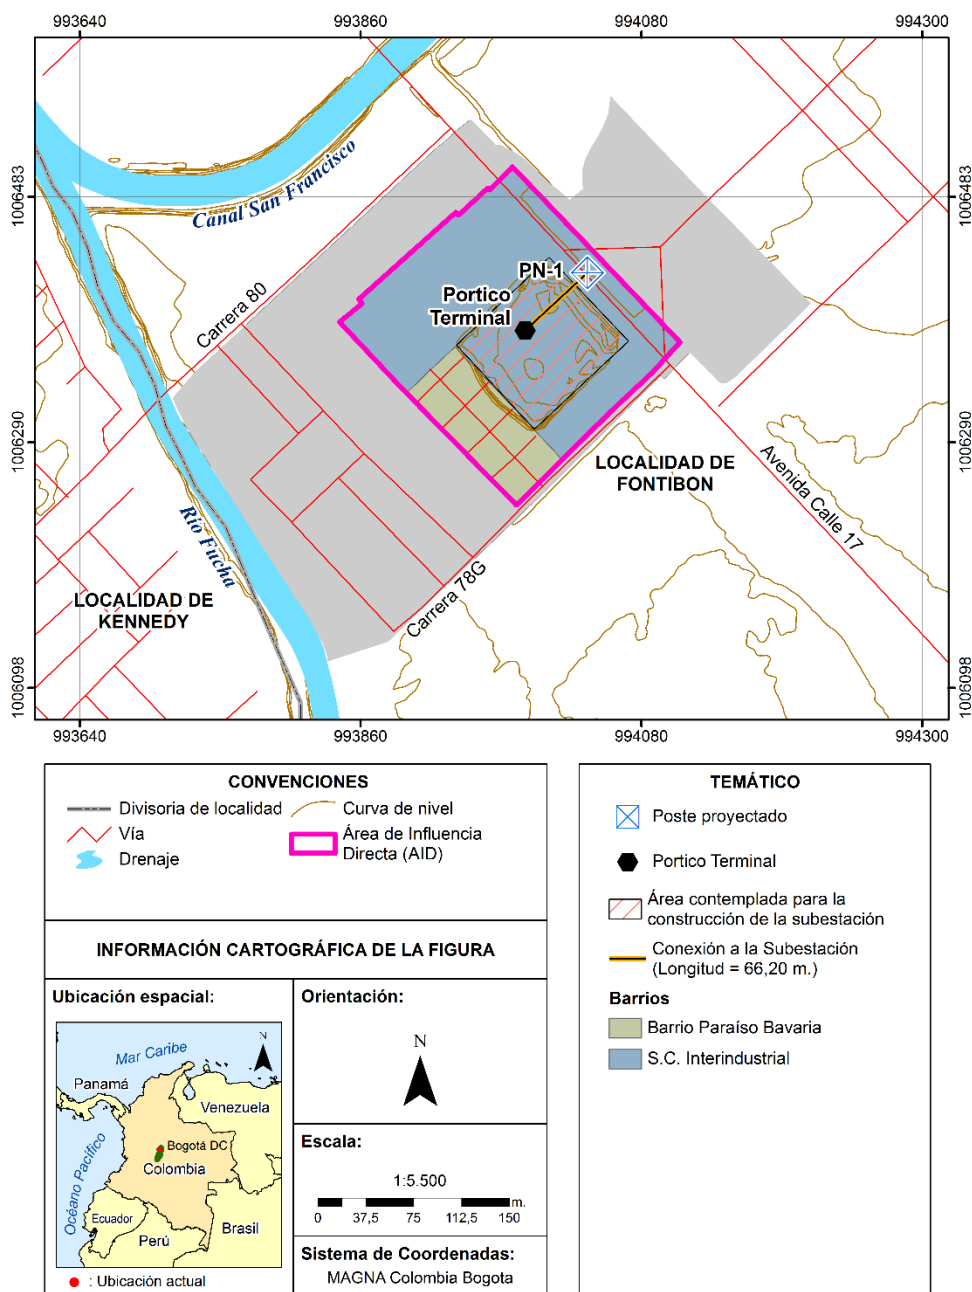 993640
993860
994080
994300
1006483
1006483
Canal San Francisco
PN-1
Portico
Terminal
Carrera 80
1006290
1006290
LOCALIDAD DE
FONTIBON
Avenida Calle 17
Río Fucha
LOCALIDAD DE
KENNEDY
Carrera 78G
1006098
1006098
993640
993860
994080
994300
CONVENCIONES
Divisoria de localidad
Curva de nivel
Vía
Área de Influencia
Directa (AID)
Drenaje
INFORMACIÓN CARTOGRÁFICA DE LA FIGURA
Ubicación espacial:
N
Mar Caribe
Panamá
Venezuela
Bogotá DC
Colombia
Océano Pacífico
Ecuador
Perú
Brasil
: Ubicación actual
Orientación:
N
Escala:
1:5.500
m.
0 37,5 75 112,5 150
Sistema de Coordenadas:
MAGNA Colombia Bogota
TEMÁTICO
Poste proyectado
Portico Terminal
Área contemplada para la
construcción de la subestación
Conexión a la Subestación
(Longitud = 66,20 m.)
Barrios
Barrio Paraíso Bavaria
S.C. Interindustrial